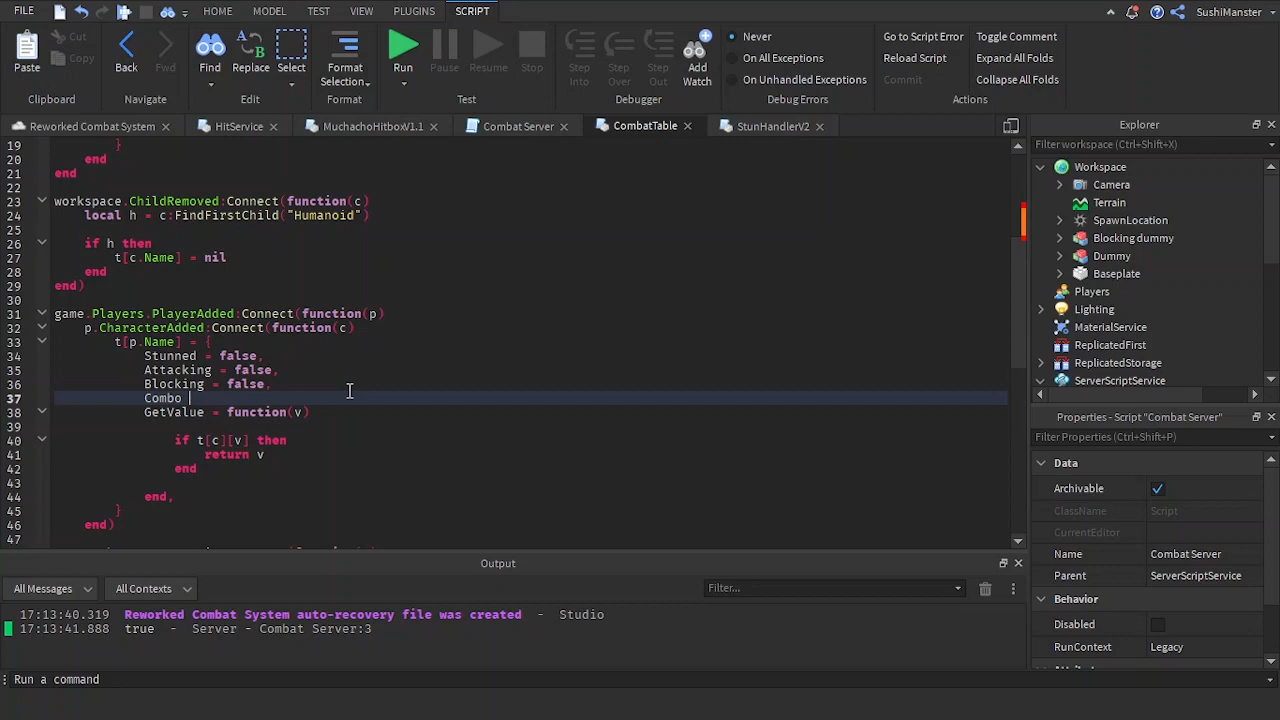 FILE HOME MODEL TEST VIEW PLUGINS SCRIPT SushiManster
Paste Cut Copy Back Fwd Find Replace Select Format Selection Run Pause Resume Stop Step Into Step Over Step Out Add Watch
Never
On All Exceptions
On Unhandled Exceptions
Go to Script Error Toggle Comment
Reload Script Expand All Folds
Commit Collapse All Folds
Clipboard Navigate Edit Format Test Debugger Debug Errors Actions
Reworked Combat System HitService MuchachoHitboxV1.1 Combat Server CombatTable StunHandlerV2
19 }
20 end
21 end
22
23 workspace.ChildRemoved:Connect(function(c)
24 local h = c:FindFirstChild("Humanoid")
25
26 if h then
27 t[c.Name] = nil
28 end
29 end)
30
31 game.Players.PlayerAdded:Connect(function(p)
32 p.CharacterAdded:Connect(function(c)
33 t[p.Name] = {
34 Stunned = false,
35 Attacking = false,
36 Blocking = false,
37 Combo
38 GetValue = function(v)
39
40 if t[c][v] then
41 return v
42 end
43
44 end,
45 }
46 end)
47
Explorer
Filter workspace (Ctrl+Shift+X)
Workspace
Camera
Terrain
SpawnLocation
Blocking dummy
Dummy
Baseplate
Players
Lighting
MaterialService
ReplicatedFirst
ReplicatedStorage
ServerScriptService
Properties - Script "Combat Server"
Filter Properties (Ctrl+Shift+P)
Data
Archivable
ClassName Script
CurrentEditor
Name Combat Server
Parent ServerScriptService
Behavior
Disabled
RunContext Legacy
Output
All Messages All Contexts Filter...
17:13:40.319 Reworked Combat System auto-recovery file was created - Studio
17:13:41.888 true - Server - Combat Server:3
Run a command